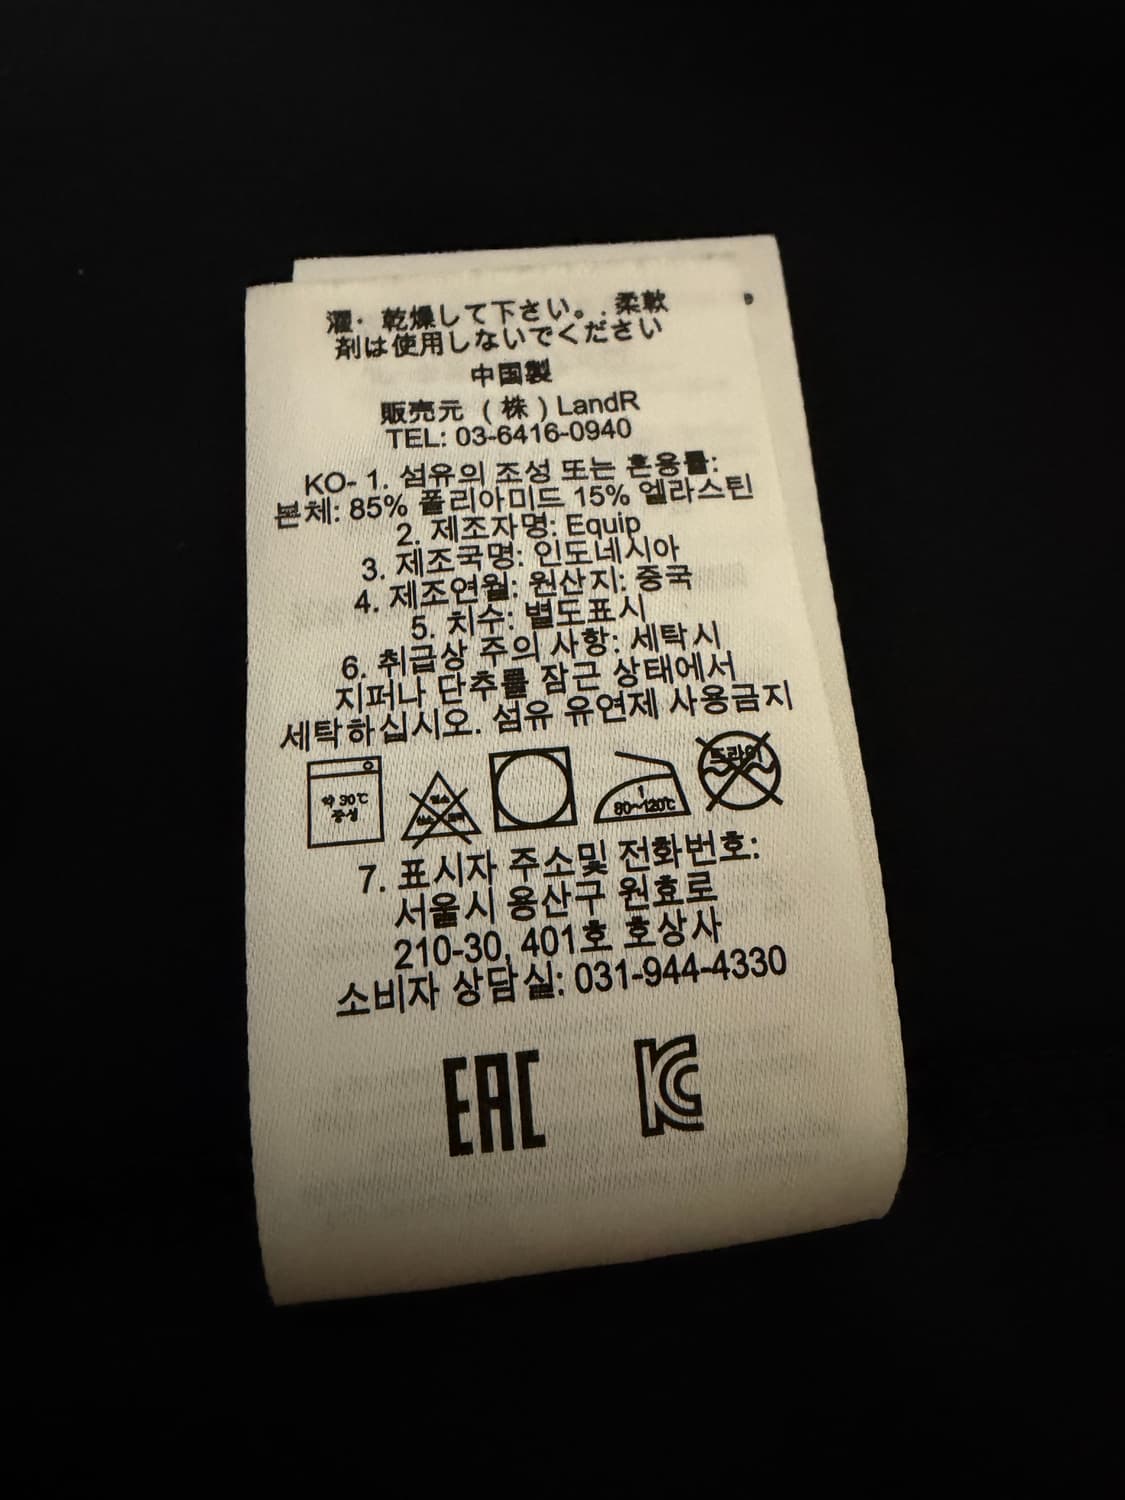 濯・乾燥して下さい。. 柔軟
剤は使用しないでください
中国製
販売元 (株) LandR
TEL: 03-6416-0940
KO- 1. 섬유의 조성 또는 혼용률:
본체: 85% 폴리아미드 15% 엘라스틴
2. 제조자명: Equip
3. 제조국명: 인도네시아
4. 제조연월: 원산지: 중국
5. 치수: 별도표시
6. 취급상 주의 사항: 세탁시
지퍼나 단추를 잠근 상태에서
세탁하십시오. 섬유 유연제 사용금지
약 30℃
중성
1
80~120℃
드라이
7. 표시자 주소및 전화번호:
서울시 용산구 원효로
210-30, 401호 호상사
소비자 상담실: 031-944-4330
EAC
KC